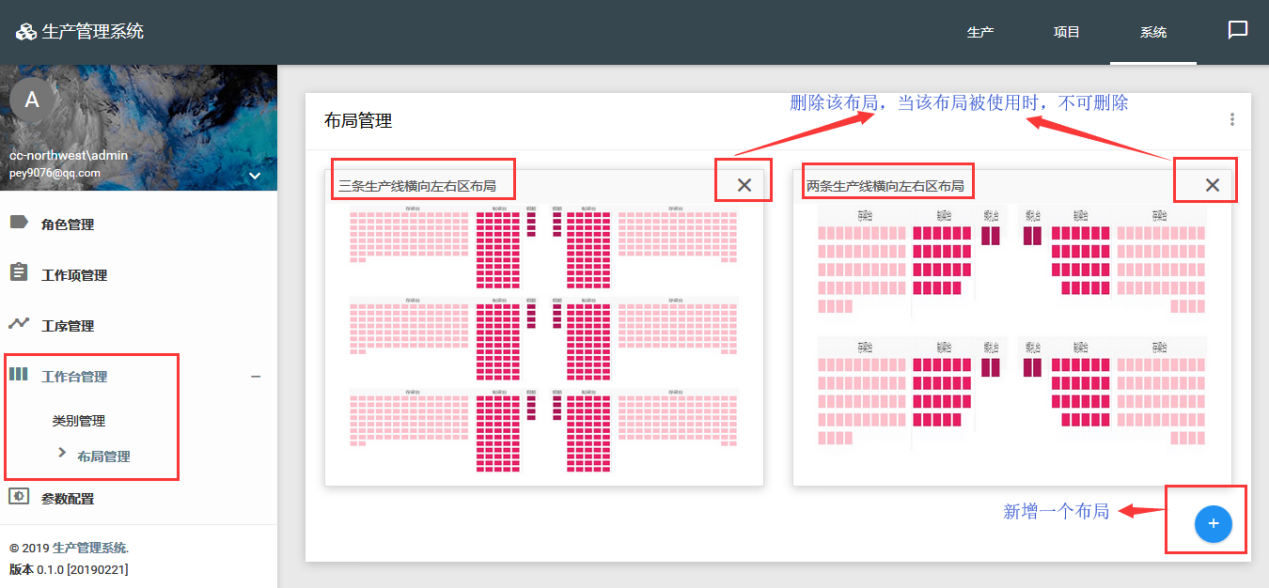 生产管理系统
生产
项目
系统
A
cc-northwest\admin
pey9076@qq.com
角色管理
工作项管理
工序管理
工作台管理
类别管理
布局管理
参数配置
© 2019 生产管理系统.
版本 0.1.0 [20190221]
删除该布局，当该布局被使用时，不可删除
布局管理
三条生产线横向左右区布局
两条生产线横向左右区布局
新增一个布局